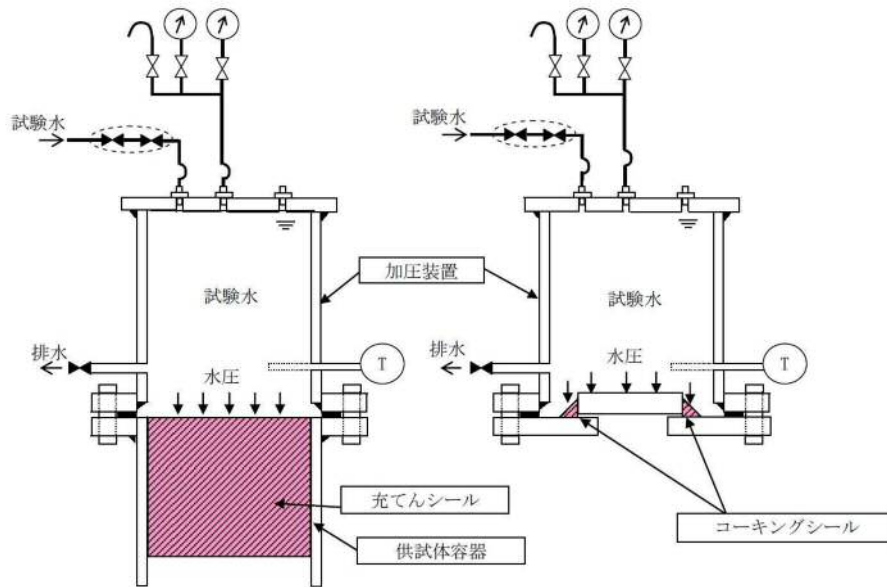 試験水
試験水
加圧装置
試験水
試験水
排水
水圧
T
排水
水圧
T
充てんシール
コーキングシール
供試体容器